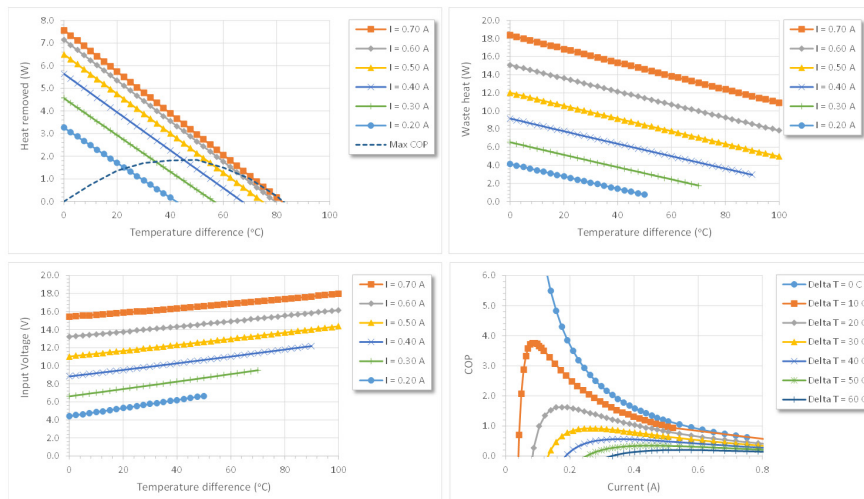 8.0
7.0
6.0
5.0
4.0
3.0
2.0
1.0
0.0
Heat removed (W)
0
20
40
60
80
100
Temperature difference (°C)
I = 0.70 A
I = 0.60 A
I = 0.50 A
I = 0.40 A
I = 0.30 A
I = 0.20 A
Max COP
20.0
18.0
16.0
14.0
12.0
10.0
8.0
6.0
4.0
2.0
0.0
Waste heat (W)
0
20
40
60
80
100
Temperature difference (°C)
I = 0.70 A
I = 0.60 A
I = 0.50 A
I = 0.40 A
I = 0.30 A
I = 0.20 A
20.0
18.0
16.0
14.0
12.0
10.0
8.0
6.0
4.0
2.0
0.0
Input Voltage (V)
0
20
40
60
80
100
Temperature difference (°C)
I = 0.70 A
I = 0.60 A
I = 0.50 A
I = 0.40 A
I = 0.30 A
I = 0.20 A
6.0
5.0
4.0
3.0
2.0
1.0
0.0
COP
0
0.2
0.4
0.6
0.8
Current (A)
Delta T = 0 C
Delta T = 10 C
Delta T = 20 C
Delta T = 30 C
Delta T = 40 C
Delta T = 50 C
Delta T = 60 C